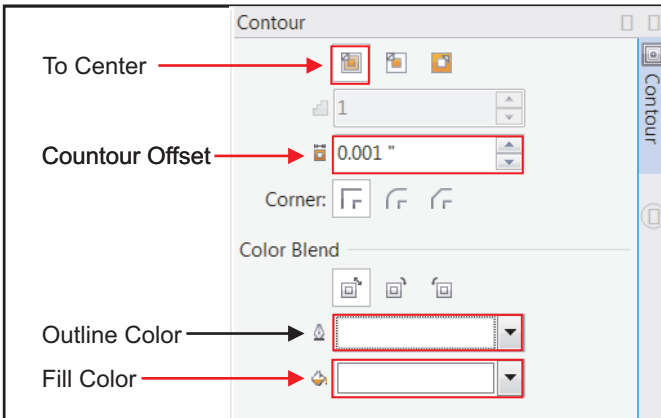 Contour
To Center
1
Countour Offset
0.001 "
Corner:
Color Blend
Outline Color
Fill Color
Contour